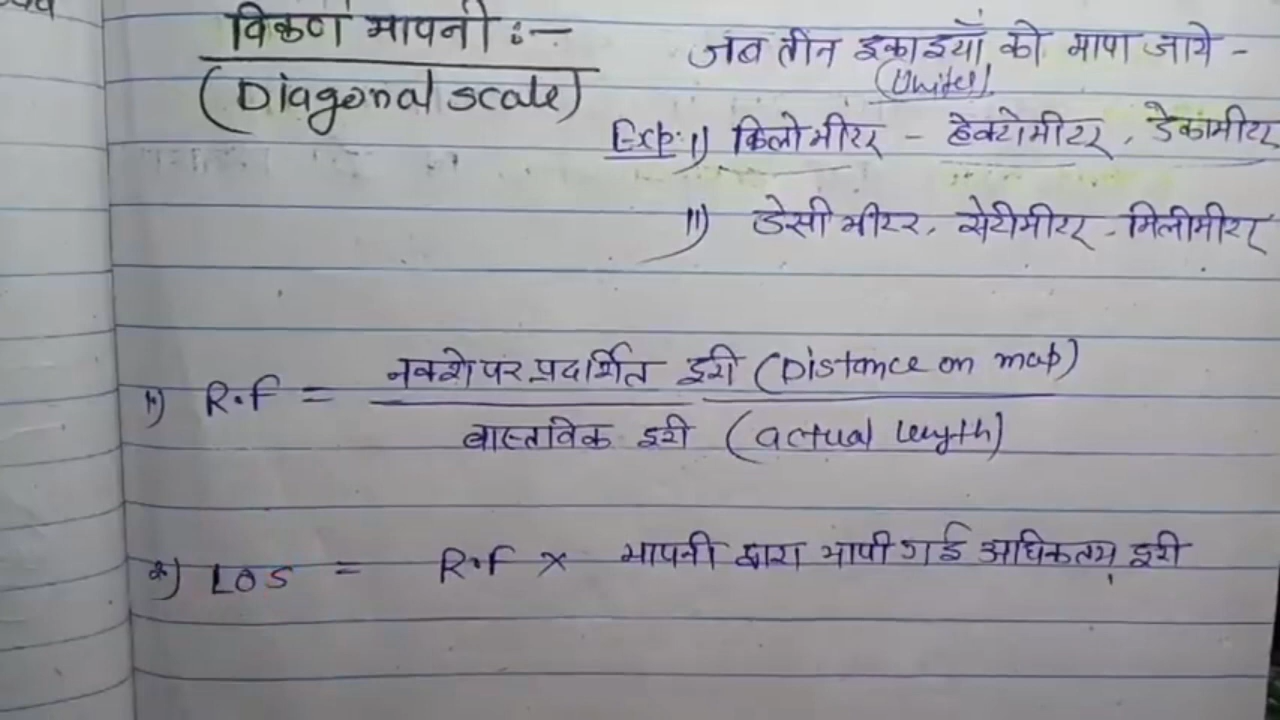 विकर्ण मापनी :-
(Diagonal scale)
जब तीन इकाइयाँ को मापा जाये -
(Unites)
Exp:- i) किलोमीटर - हेक्टोमीटर, डेकामीटर
ii) डेसीमीटर, सेंटीमीटर - मिलीमीटर
1) R.f = नक्शे पर प्रदर्शित दूरी (Distance on map)
वास्तविक दूरी (actual length)
2) LOS = R.f × मापनी द्वारा मापी गई अधिकतम दूरी